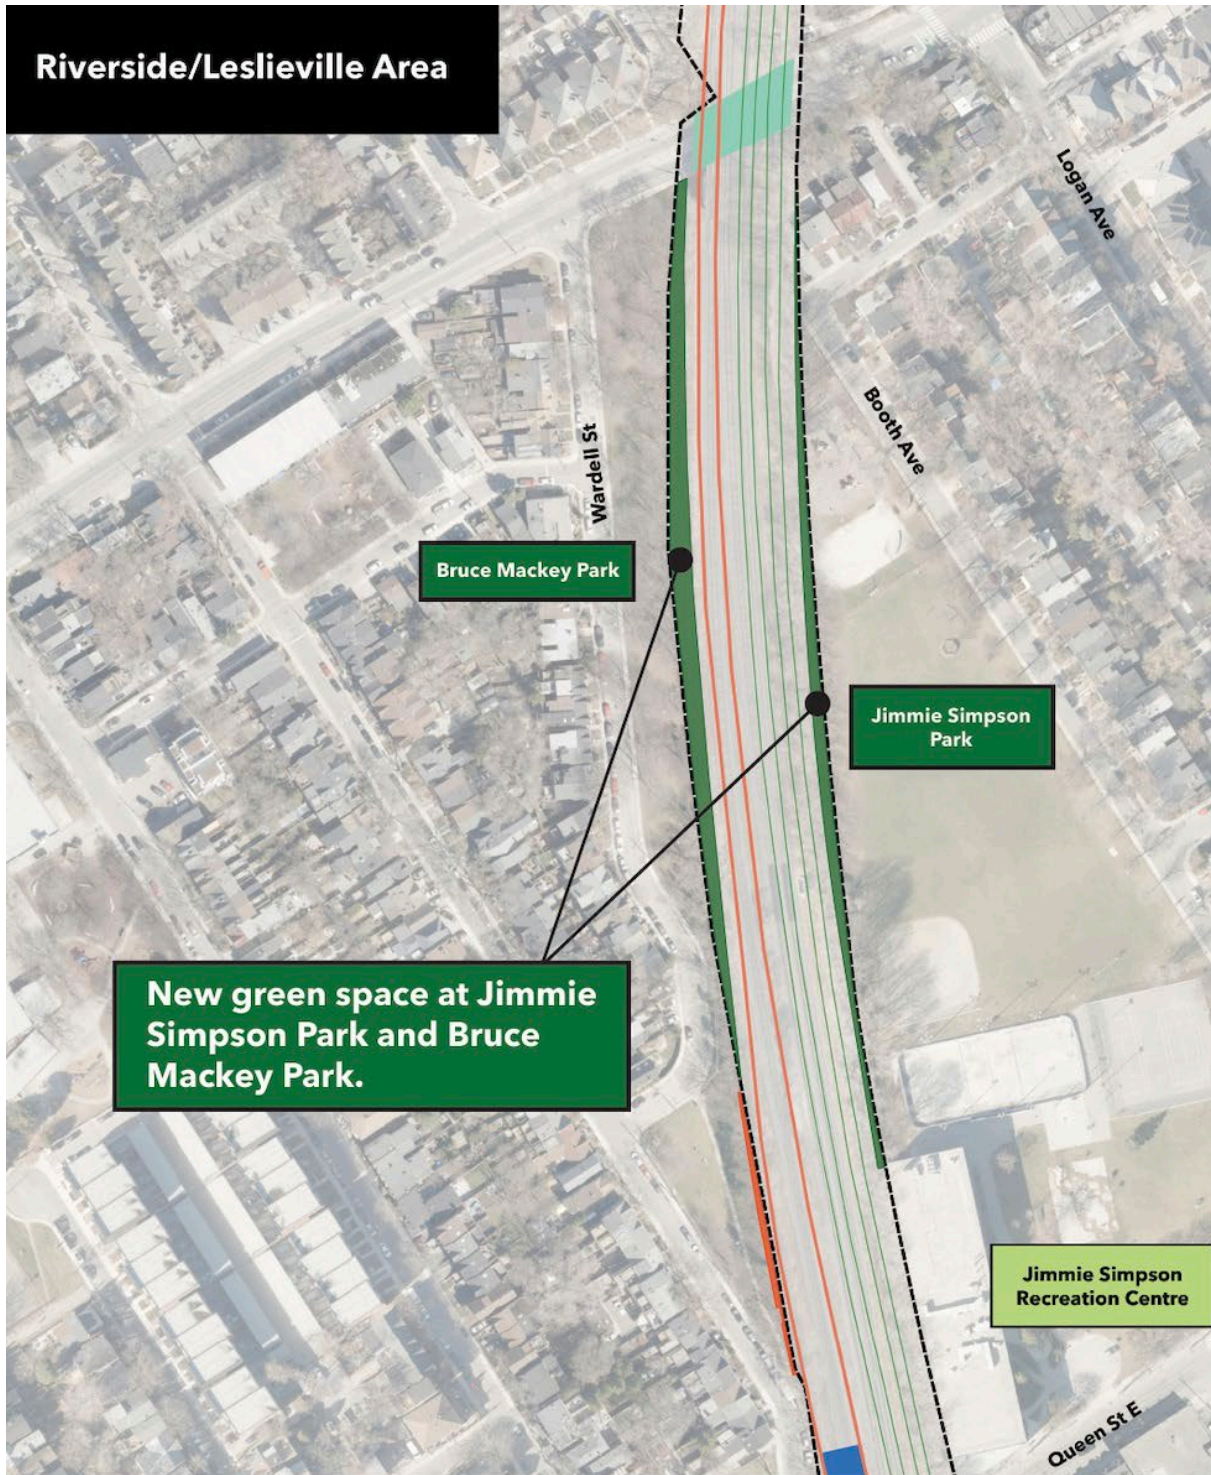 Riverside/Leslieville Area
Logan Ave
Booth Ave
Wardell St
Bruce Mackey Park
Jimmie Simpson
Park
New green space at Jimmie
Simpson Park and Bruce
Mackey Park.
Jimmie Simpson
Recreation Centre
Queen St E